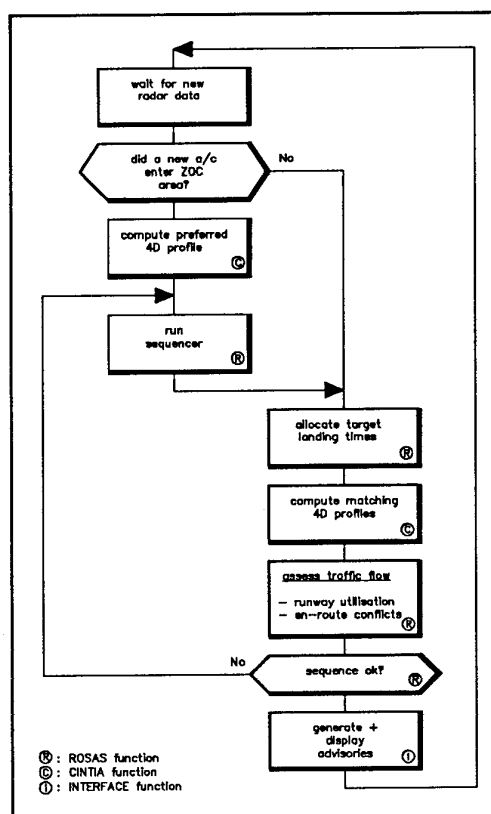 wait for new
radar data
did a new a/c
enter ZOC
area?
No
compute preferred
4D profile
Ⓒ
run
sequencer
Ⓡ
allocate target
landing times
Ⓡ
compute matching
4D profiles
Ⓒ
assess traffic flow
– runway utilisation
– en-route conflicts
Ⓡ
No
sequence ok?
Ⓡ
generate +
display
advisories
Ⓘ
Ⓡ : ROSAS function
Ⓒ : CINTIA function
Ⓘ : INTERFACE function